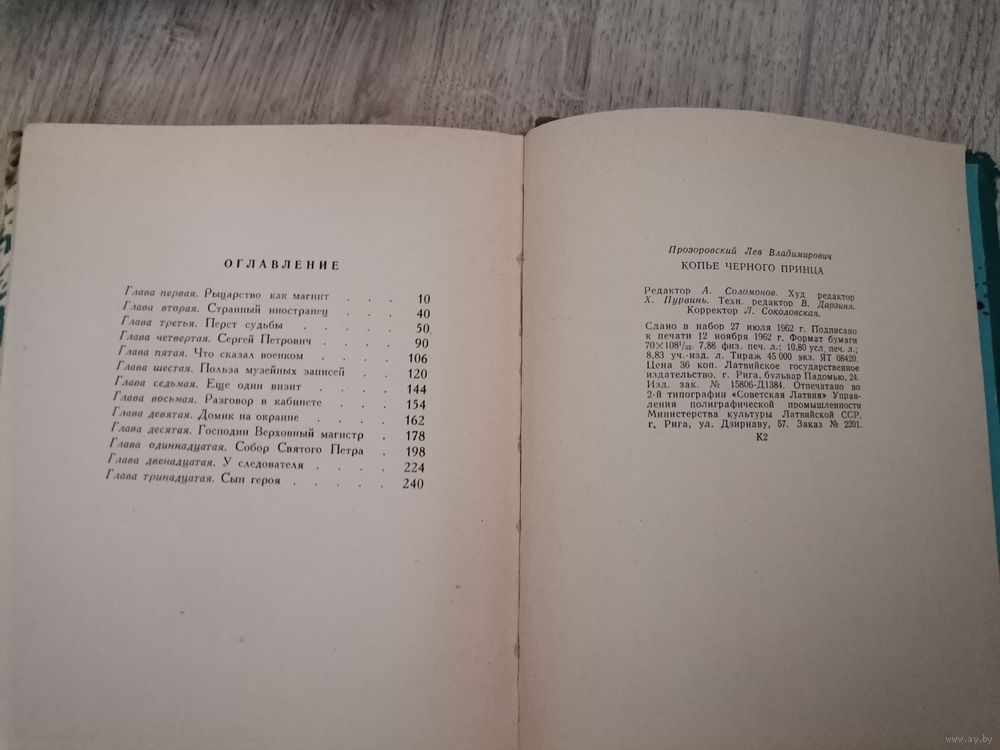 ОГЛАВЛЕНИЕ
Глава первая. Рыцарство как магнит . . . 10
Глава вторая. Странный иностранец . . . 40
Глава третья. Перст судьбы . . . . 50
Глава четвертая. Сергей Петрович . . . 90
Глава пятая. Что сказал военком . . . 106
Глава шестая. Польза музейных записей . . 120
Глава седьмая. Еще один визит . . . 144
Глава восьмая. Разговор в кабинете . . . 154
Глава девятая. Домик на окраине . . . 162
Глава десятая. Господин Верховный магистр . 178
Глава одиннадцатая. Собор Святого Петра . 198
Глава двенадцатая. У следователя . . . . 224
Глава тринадцатая. Сын героя . . . . . 240
Прозоровский Лев Владимирович
КОПЬЕ ЧЕРНОГО ПРИНЦА
Редактор А. Соломонов. Худ редактор
Х. Пурвинь. Техн. редактор В. Дарзинь.
Корректор Л. Соколовская.
Сдано в набор 27 июля 1962 г. Подписано
к печати 12 ноября 1962 г. Формат бумаги
70×108¹/₃₂. 7,88 физ. печ. л.; 10,80 усл. печ. л.;
8,83 уч.-изд. л. Тираж 45 000 экз. ЯТ 08420.
Цена 36 коп. Латвийское государственное
издательство, г. Рига, бульвар Падомью, 24.
Изд. зак. № 15806-Д1384. Отпечатано во
2-й типографии «Советская Латвия» Управ-
ления полиграфической промышленности
Министерства культуры Латвийской ССР,
г. Рига, ул. Дзирнаву, 57. Заказ № 2201.
К2
www.ay.by